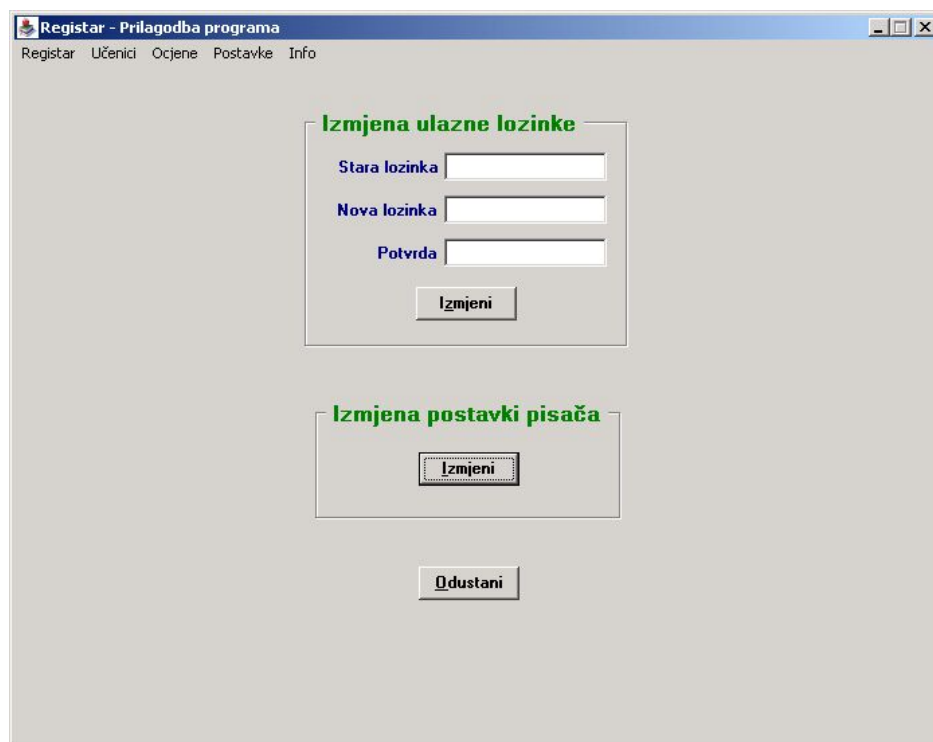 Registar - Prilagodba programa
Registar Učenici Ocjene Postavke Info
Izmjena ulazne lozinke
Stara lozinka
Nova lozinka
Potvrda
Izmjeni
Izmjena postavki pisača
Izmjeni
Odustani